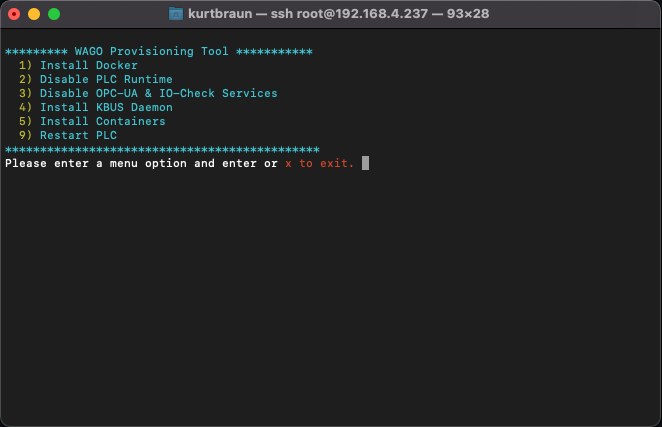 kurtbraun — ssh root@192.168.4.237 — 93×28
********* WAGO Provisioning Tool ***********
1) Install Docker
2) Disable PLC Runtime
3) Disable OPC-UA & IO-Check Services
4) Install KBUS Daemon
5) Install Containers
9) Restart PLC
*********************************************
Please enter a menu option and enter or x to exit.